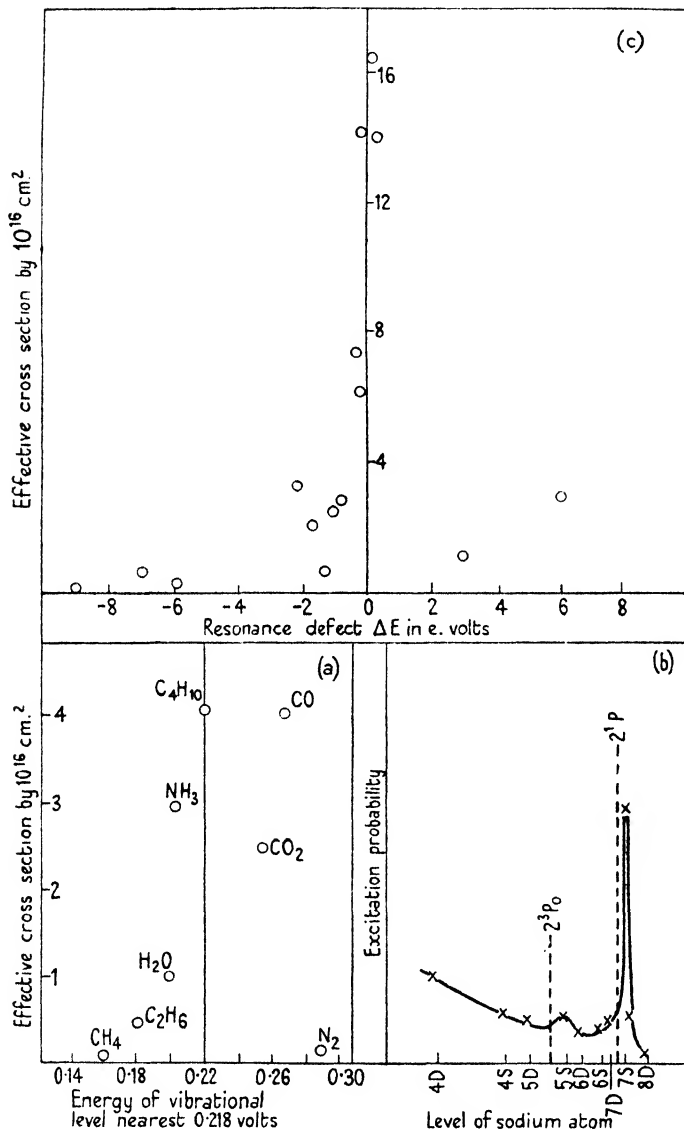 (c)
16
12
8
4
Effective cross section by 10¹⁶ cm.²
-8 -6 -4 -2 0 2 4 6 8
Resonance defect ΔE in e. volts
(a)
C₄H₁₀
CO
NH₃
CO₂
H₂O
C₂H₆
CH₄
N₂
4
3
2
1
Effective cross section by 10¹⁶ cm.²
0·14 0·18 0·22 0·26 0·30
Energy of vibrational
level nearest 0·218 volts
(b)
Excitation probability
2³P₀
2¹P
4D 4S 5D 5S 6D 6S 7D 7S 8D
Level of sodium atom